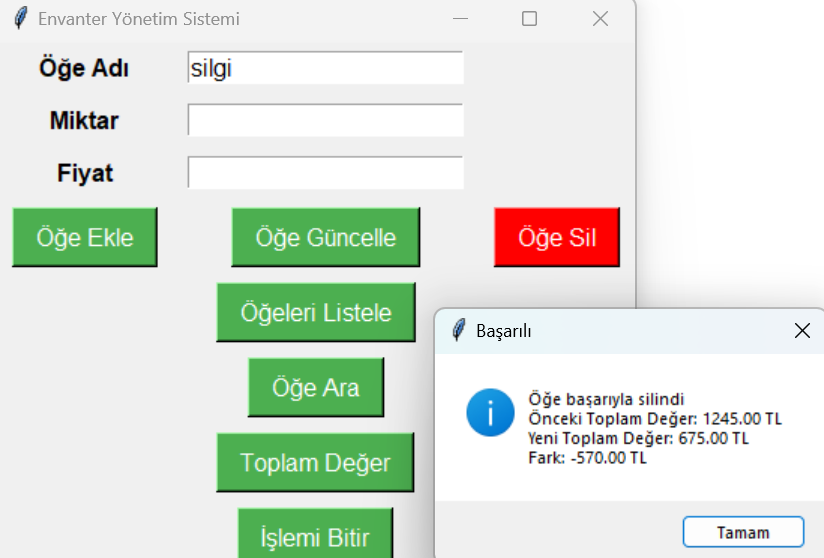 Envanter Yönetim Sistemi
Öğe Adı silgi
Miktar
Fiyat
Öğe Ekle Öğe Güncelle Öğe Sil
Öğeleri Listele
Öğe Ara
Toplam Değer
İşlemi Bitir
Başarılı
Öğe başarıyla silindi
Önceki Toplam Değer: 1245.00 TL
Yeni Toplam Değer: 675.00 TL
Fark: -570.00 TL
Tamam